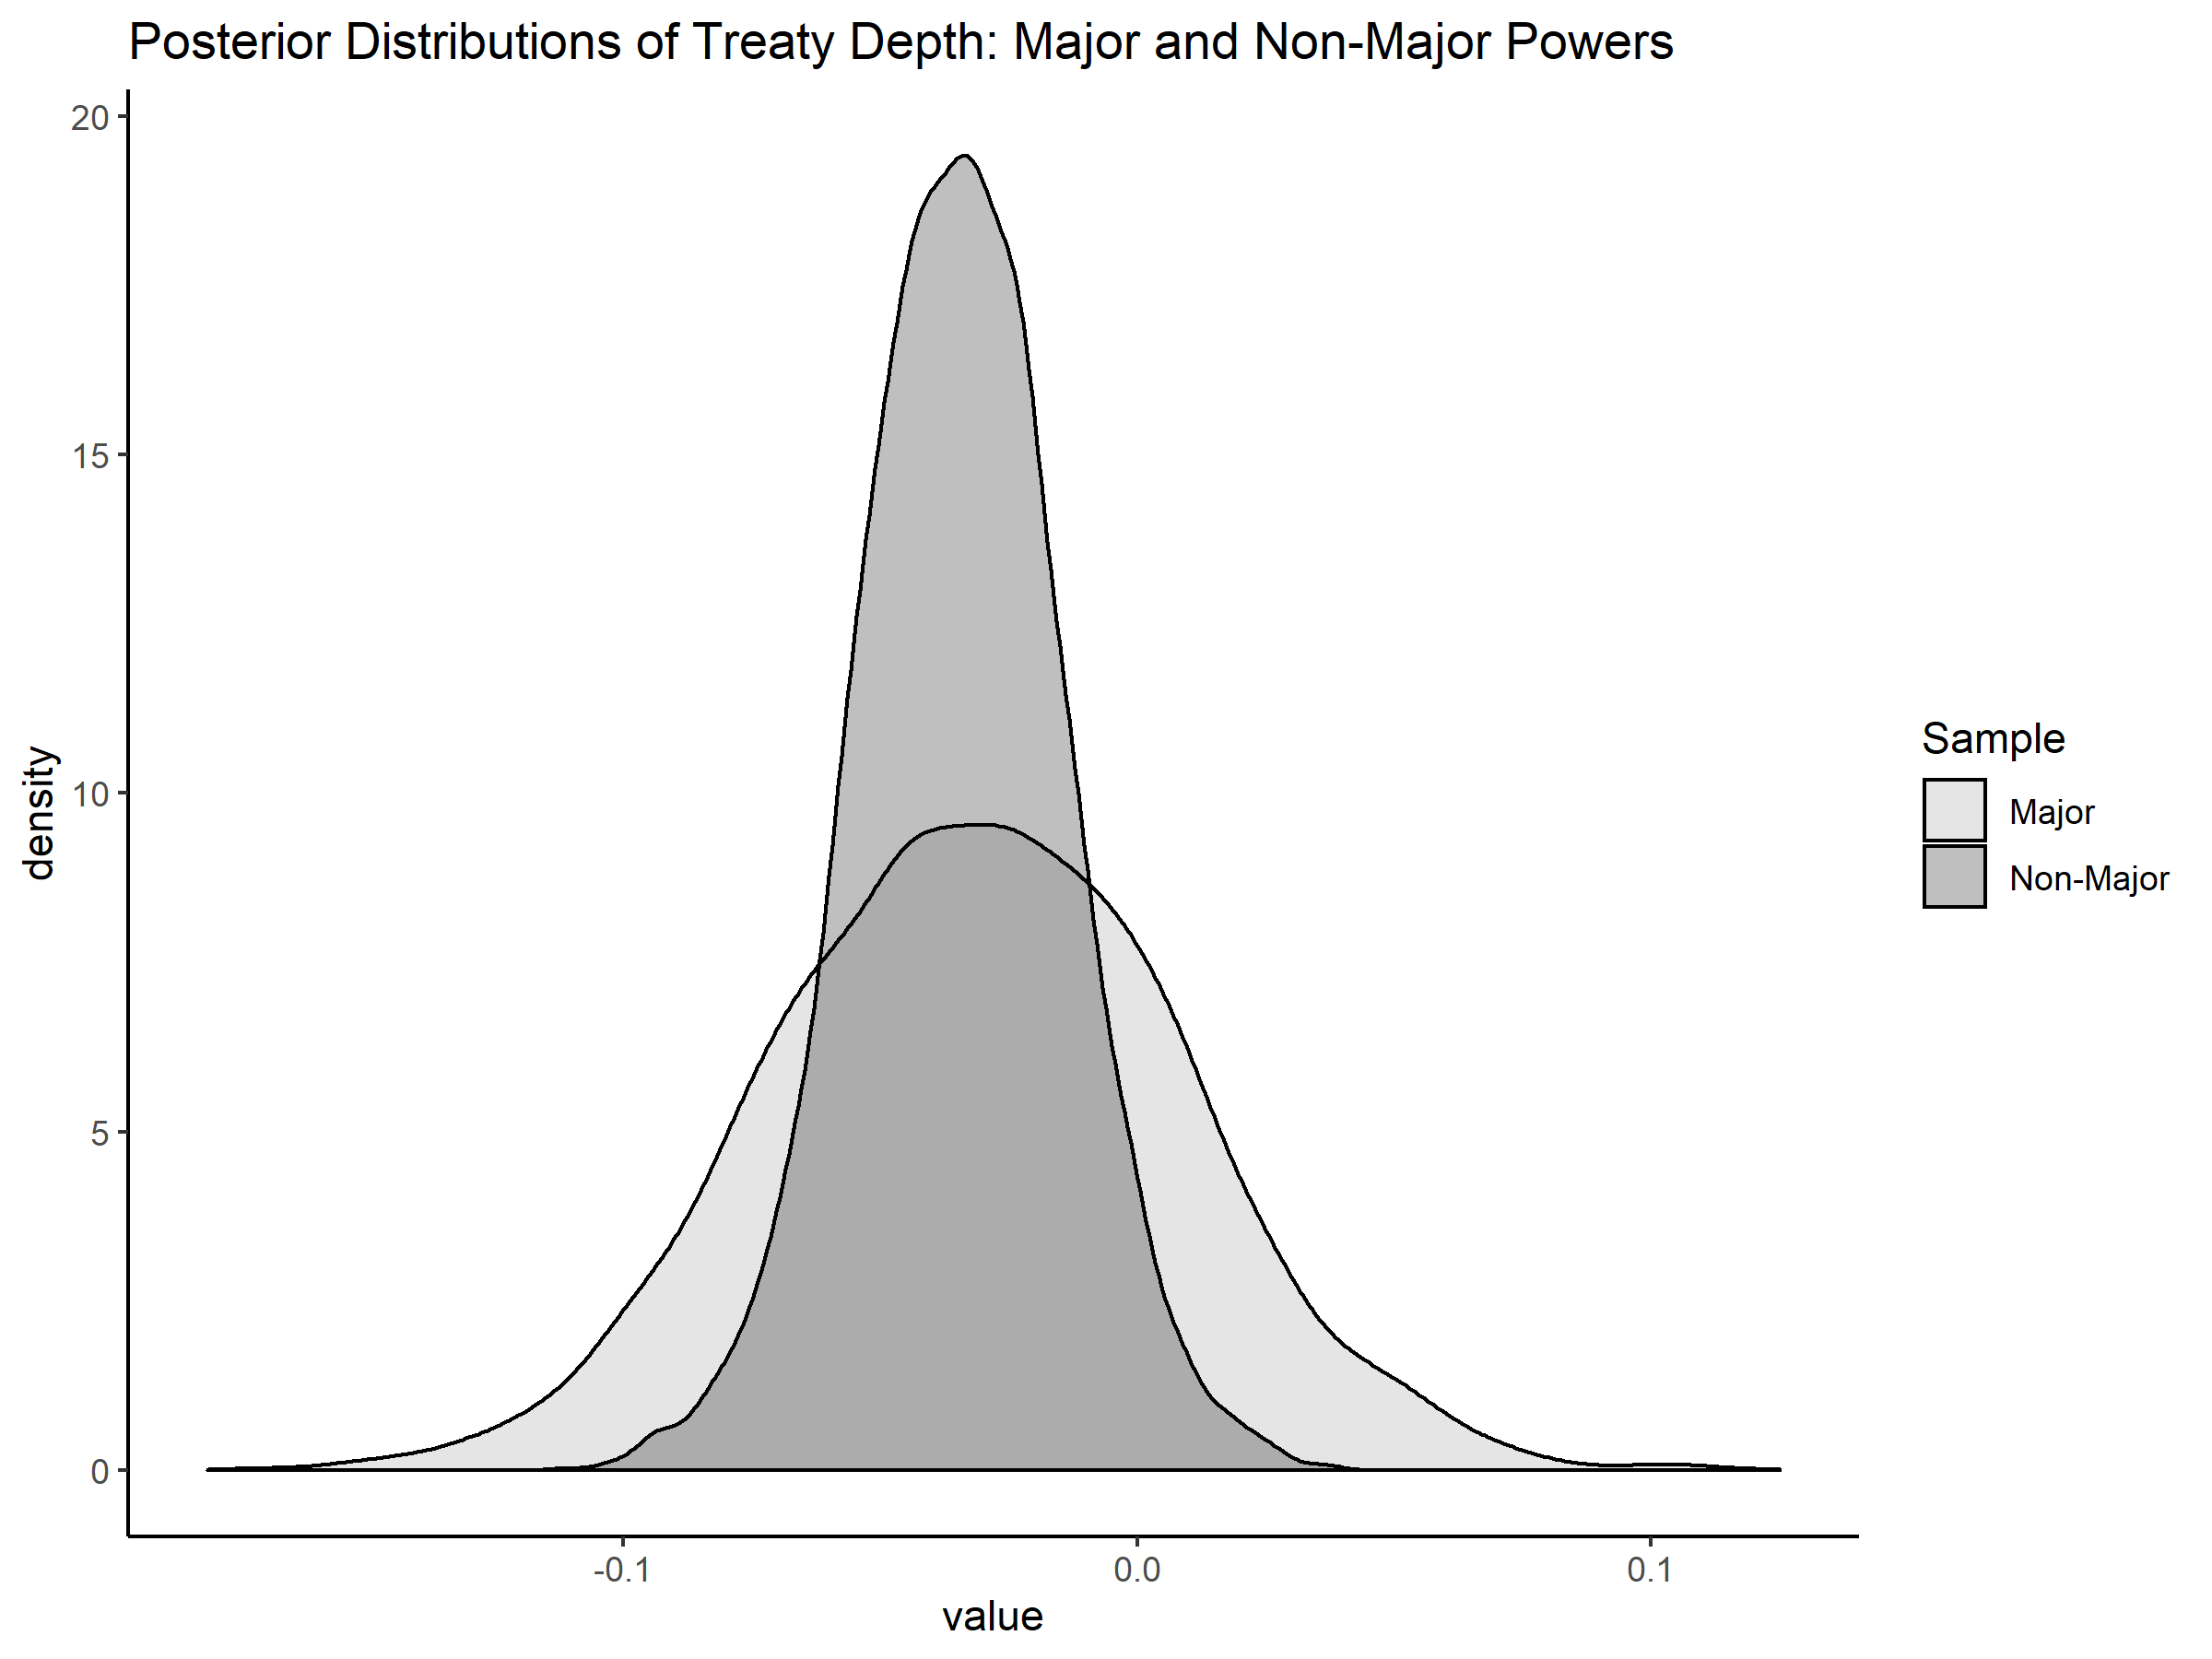 Posterior Distributions of Treaty Depth: Major and Non-Major Powers
density
20
15
10
5
0
-0.1
0.0
0.1
value
Sample
Major
Non-Major